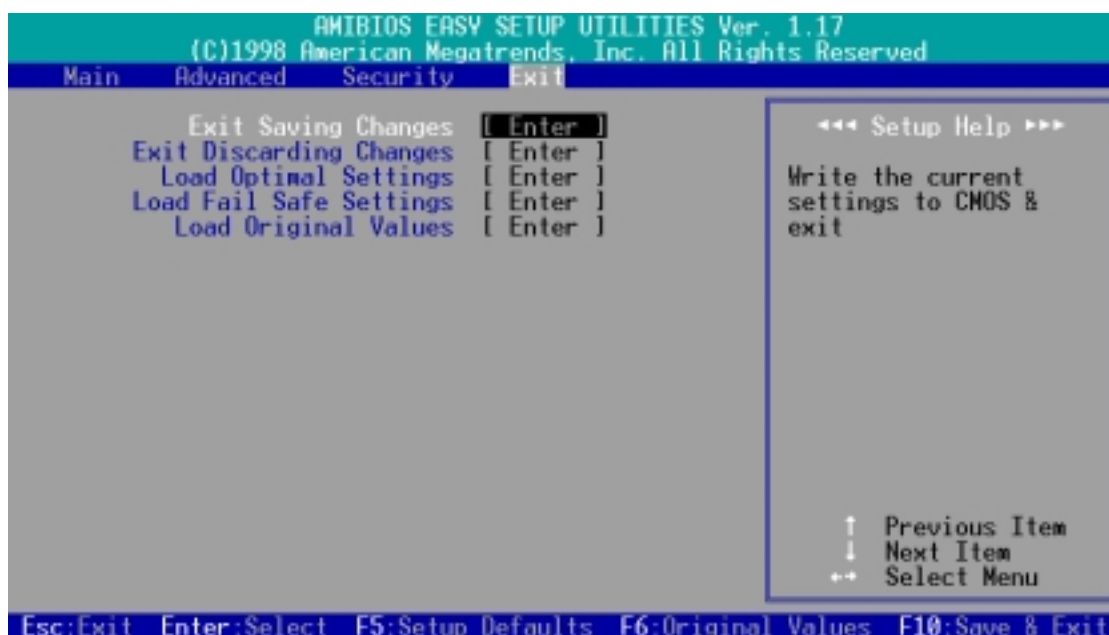 AMIBIOS EASY SETUP UTILITIES Ver. 1.17
(C)1998 American Megatrends, Inc. All Rights Reserved
Main Advanced Security Exit
Exit Saving Changes [ Enter ]
Exit Discarding Changes [ Enter ]
Load Optimal Settings [ Enter ]
Load Fail Safe Settings [ Enter ]
Load Original Values [ Enter ]
◄◄◄ Setup Help ►►►
Write the current
settings to CMOS &
exit
↑ Previous Item
↓ Next Item
←→ Select Menu
Esc:Exit Enter:Select F5:Setup Defaults F6:Original Values F10:Save & Exit